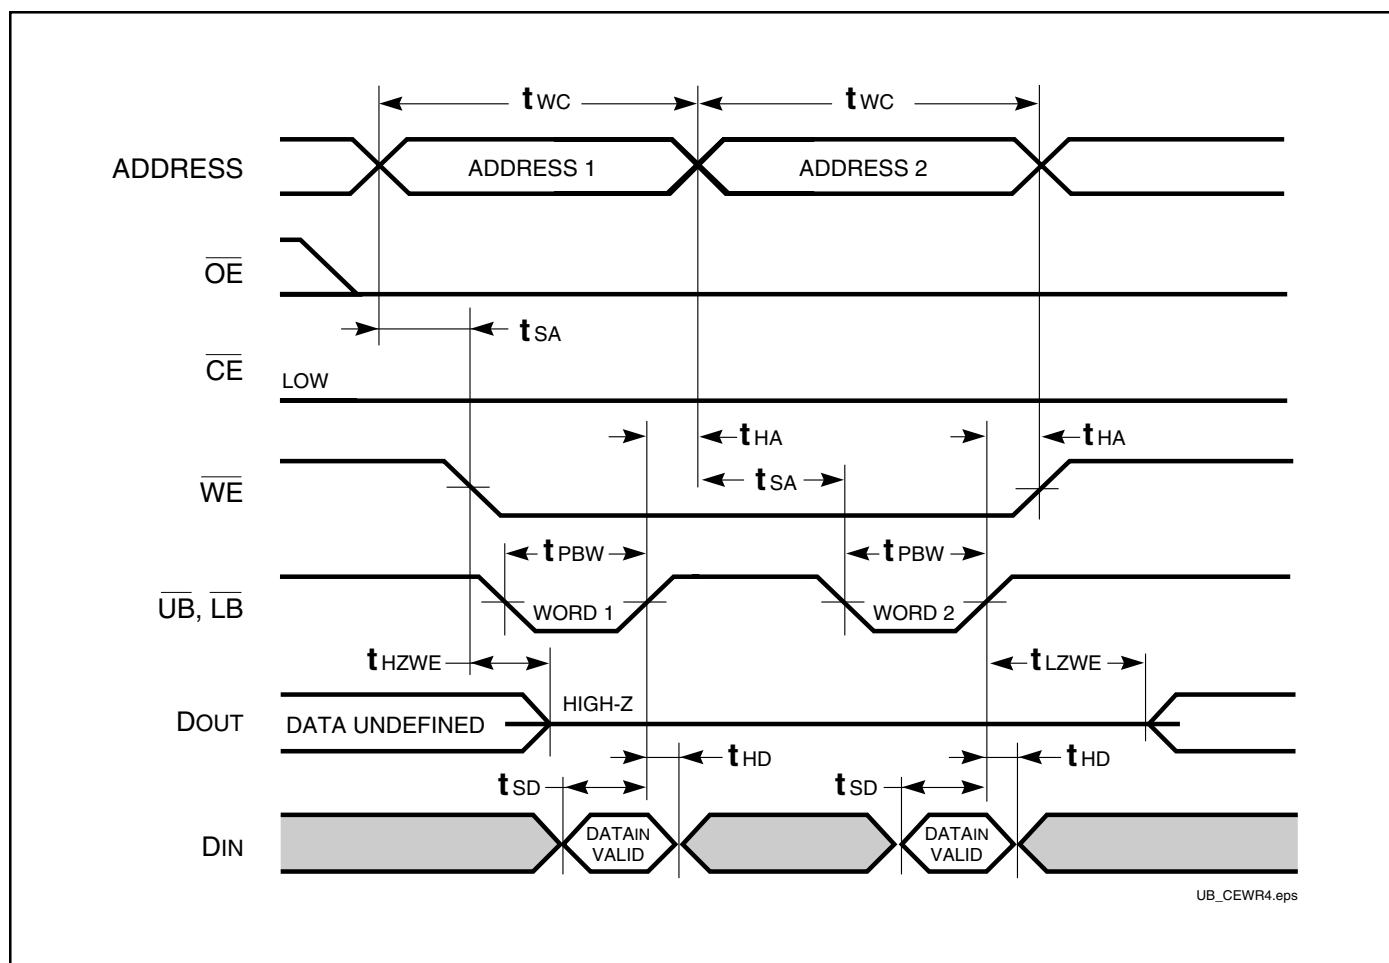 tWC tWC
ADDRESS ADDRESS 1 ADDRESS 2
OE
tSA
CE LOW
tHA tHA
WE tSA
tPBW tPBW
UB, LB WORD 1 WORD 2
tHZWE tLZWE
DOUT DATA UNDEFINED HIGH-Z
tHD tHD
tSD tSD
DIN DATAIN VALID DATAIN VALID
UB_CEWR4.eps